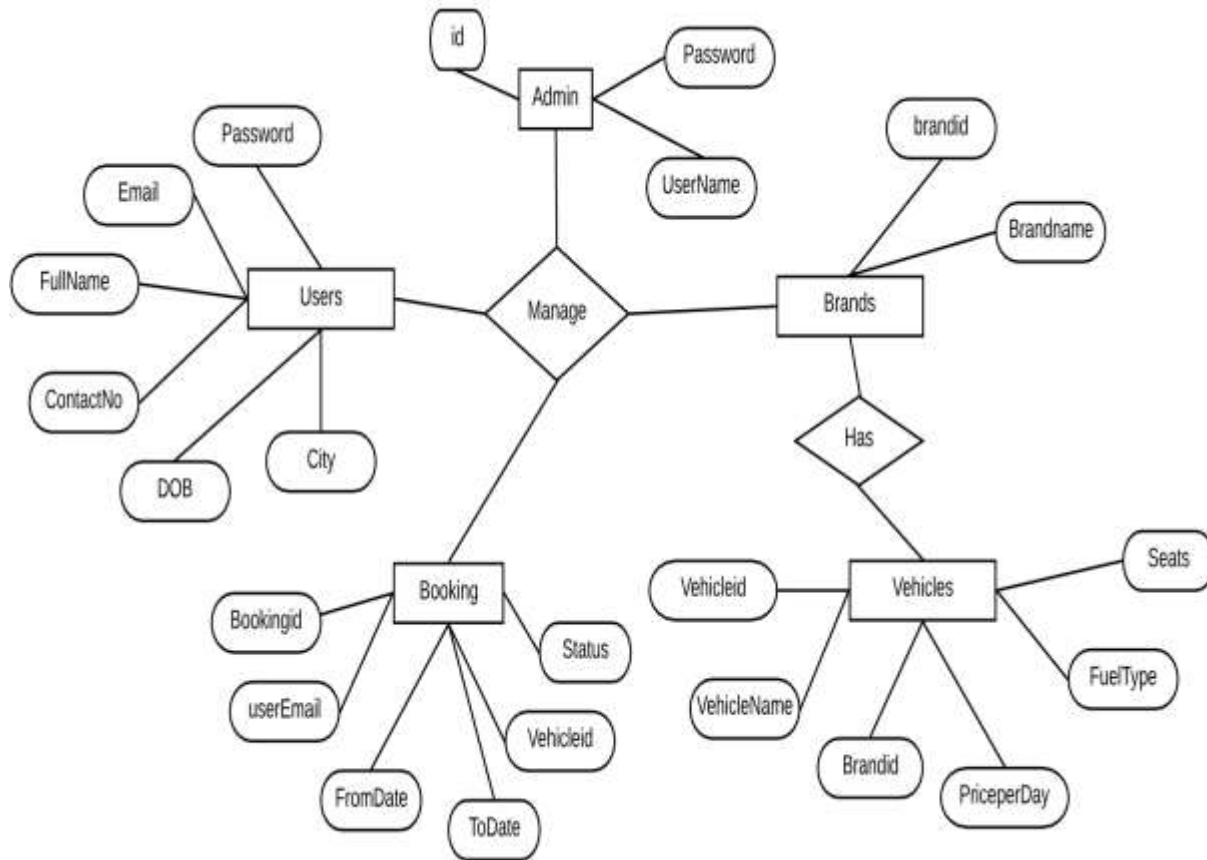 id
Password
Admin
Password
brandid
Email
UserName
Brandname
FullName
Users
Manage
Brands
ContactNo
Has
City
DOB
Seats
Booking
Vehicleid
Vehicles
Bookingid
Status
FuelType
userEmail
VehicleName
Vehicleid
Brandid
FromDate
PriceperDay
ToDate